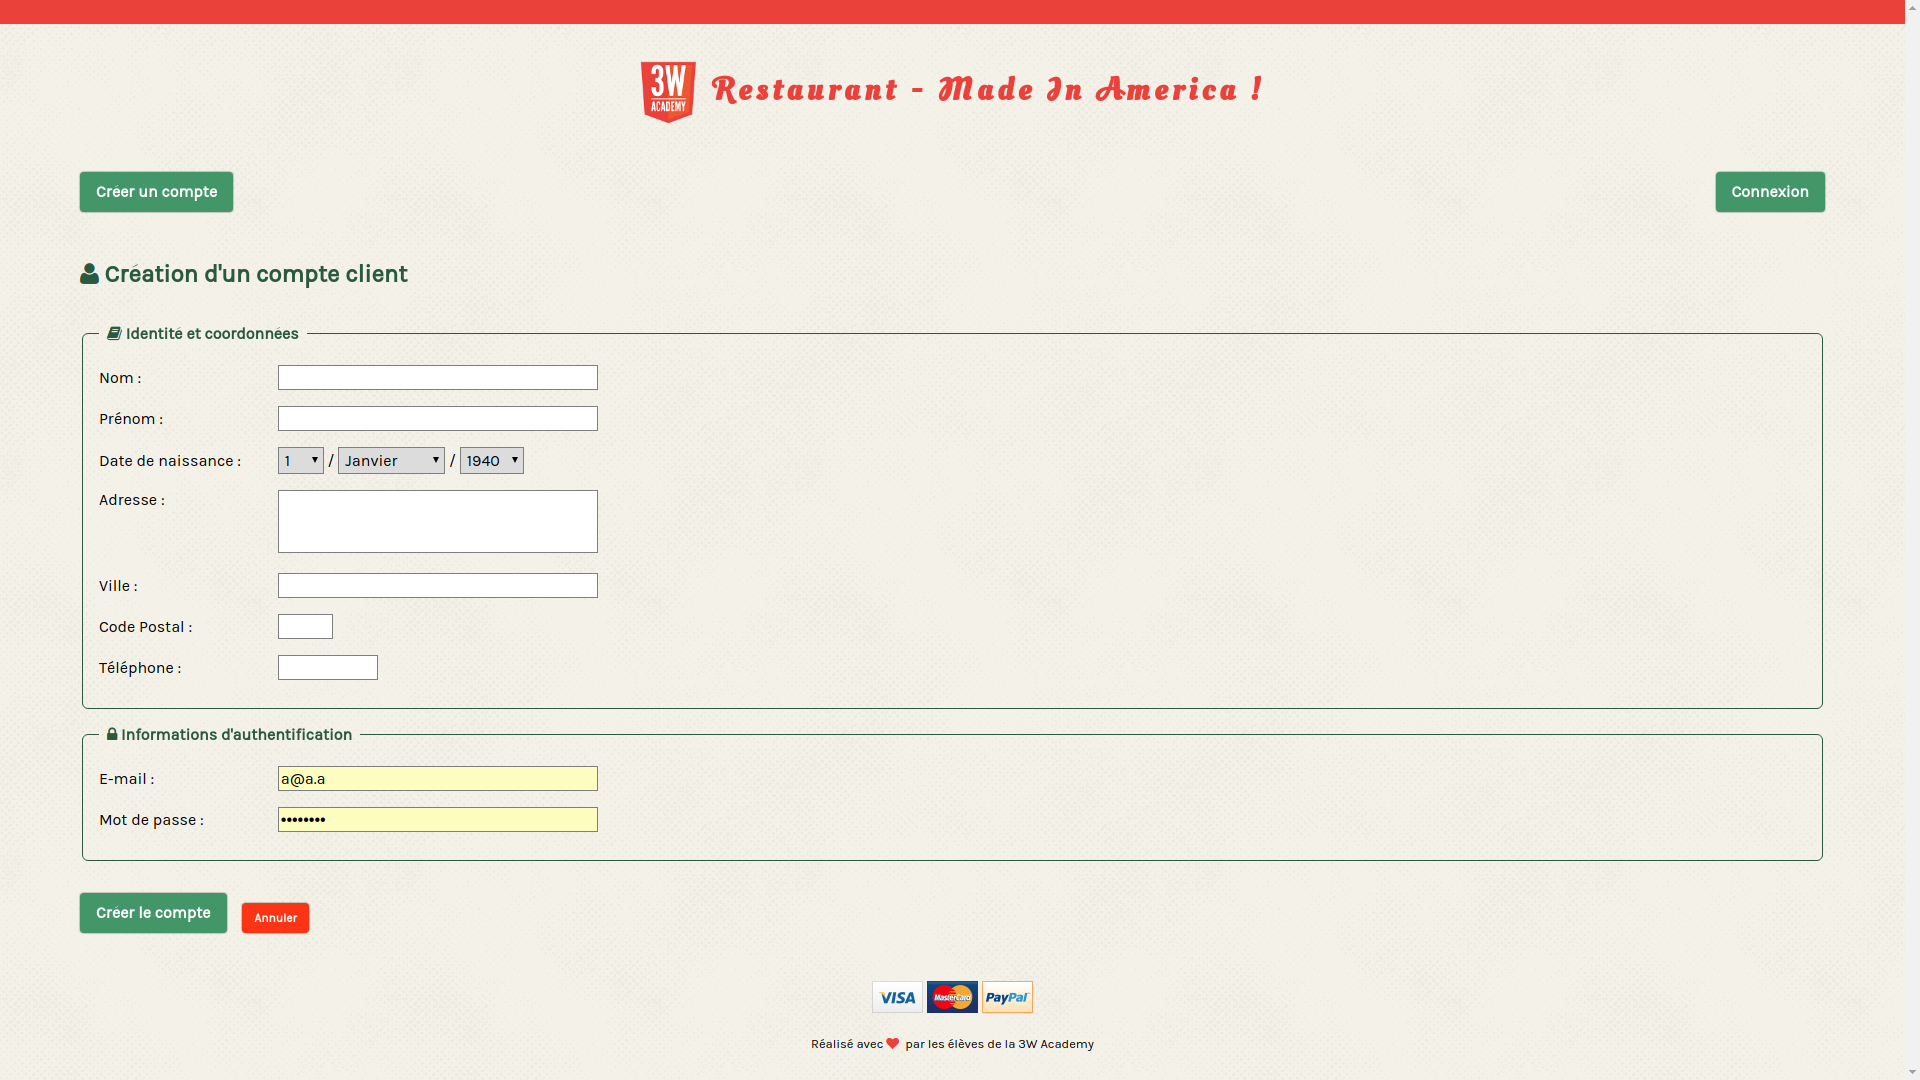 3W
ACADEMY
Restaurant - Made In America !
Créer un compte
Connexion
Création d'un compte client
Identité et coordonnées
Nom :
Prénom :
Date de naissance : 1 / Janvier / 1940
Adresse :
Ville :
Code Postal :
Téléphone :
Informations d'authentification
E-mail : a@a.a
Mot de passe : ••••••••
Créer le compte
Annuler
VISA MasterCard PayPal
Réalisé avec ❤ par les élèves de la 3W Academy